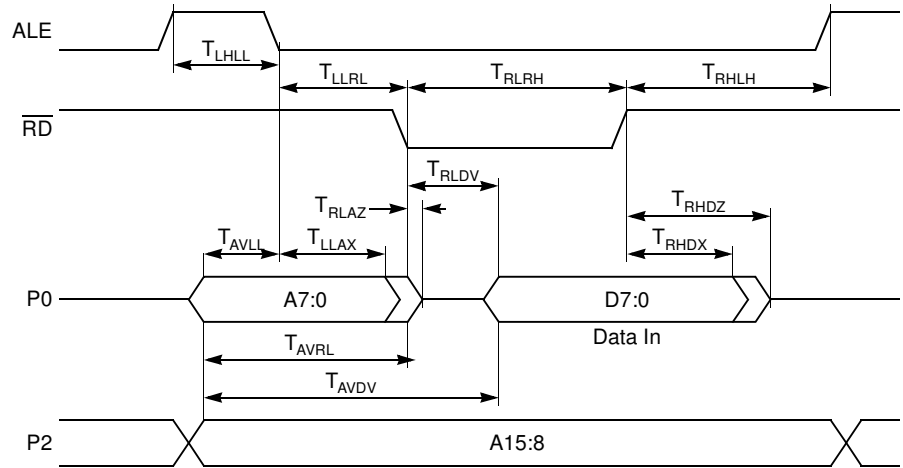 ALE
TLHLL
TLLRL
TRLRH
TRHLH
RD
TRLDV
TRLAZ
TRHDZ
TAVLL
TLLAX
TRHDX
P0
A7:0
D7:0
Data In
TAVRL
TAVDV
P2
A15:8